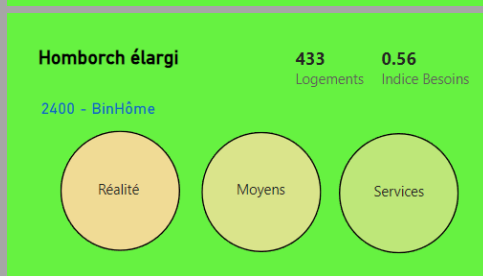 Homborch élargi
433
0.56
Logements
Indice Besoins
2400 - BinHôme
Réalité
Moyens
Services